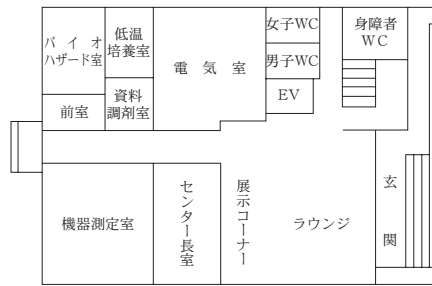 バイオ
ハザード室
低温
培養室
電気室
女子WC
男子WC
EV
身障者
WC
前室
資料
調剤室
機器測定室
センター長室
展示コーナー
ラウンジ
玄関